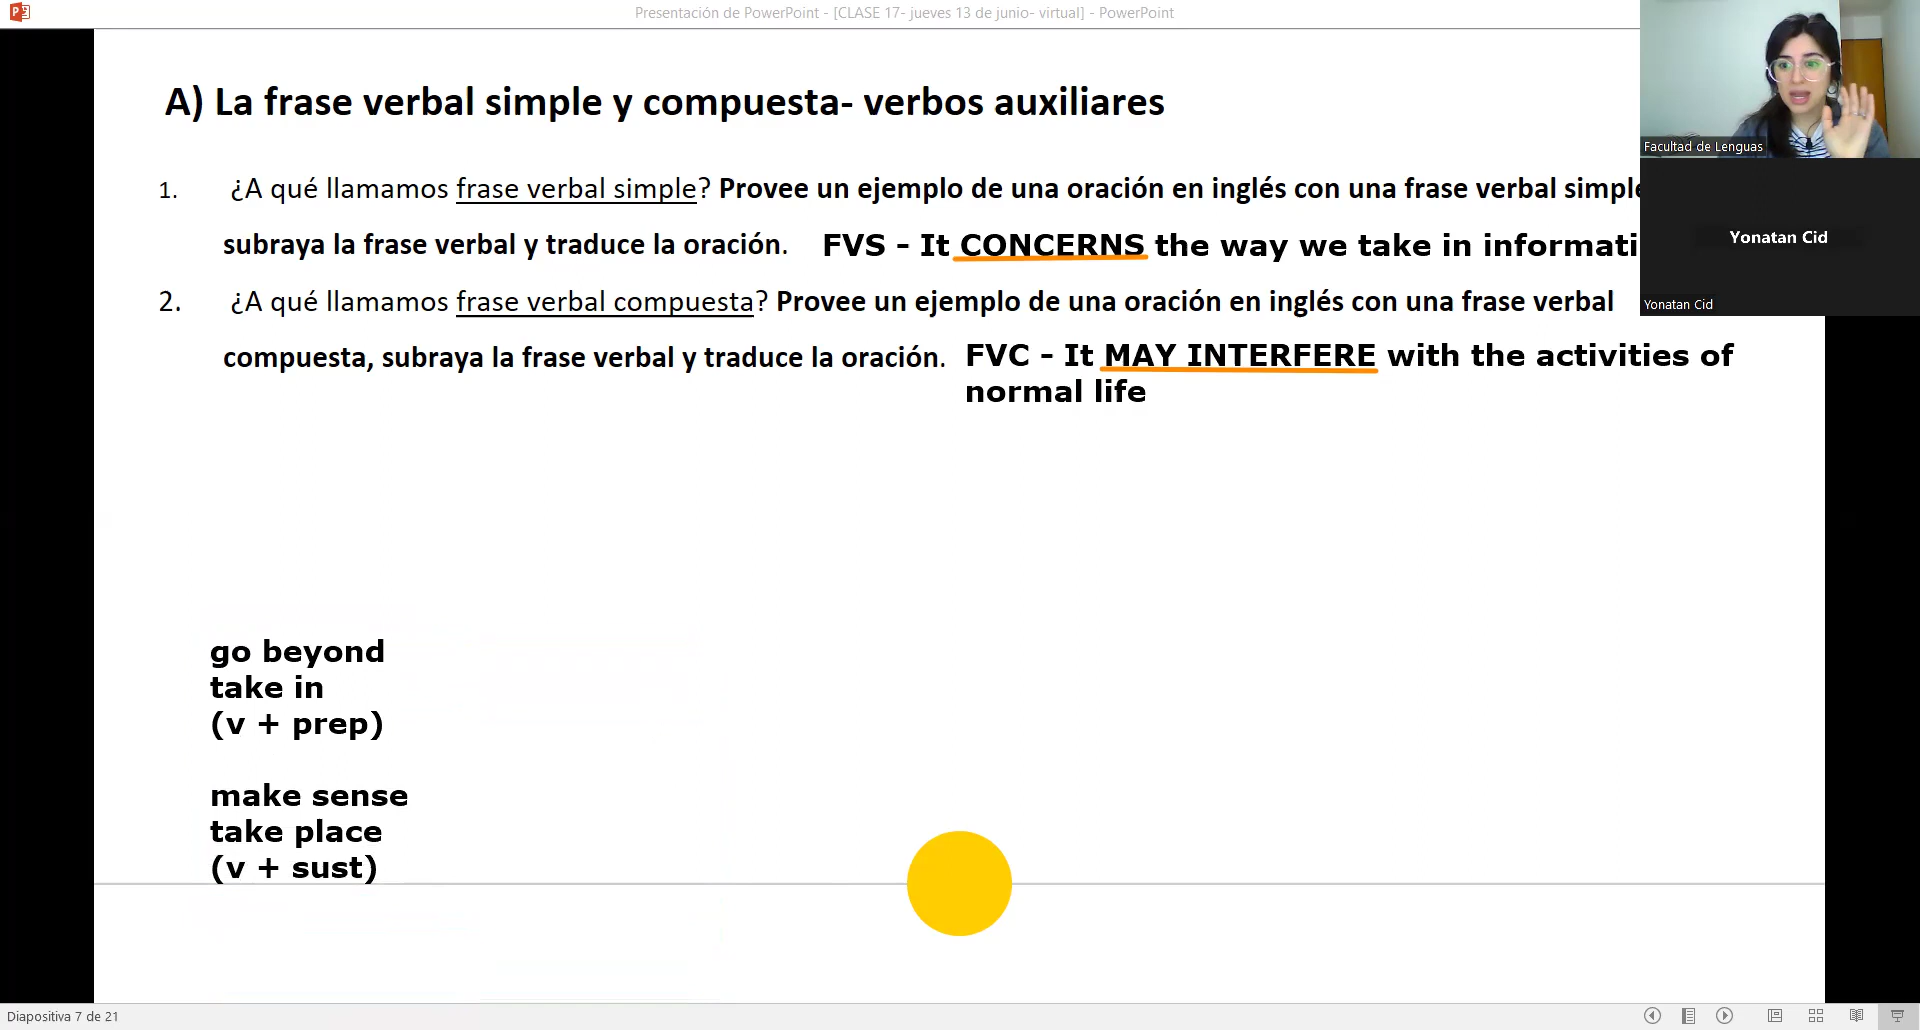 Presentación de PowerPoint - [CLASE 17- jueves 13 de junio- virtual] - PowerPoint
A) La frase verbal simple y compuesta- verbos auxiliares
Facultad de Lenguas
1. ¿A qué llamamos frase verbal simple? Provee un ejemplo de una oración en inglés con una frase verbal simple
subraya la frase verbal y traduce la oración. FVS - It CONCERNS the way we take in informati
Yonatan Cid
2. ¿A qué llamamos frase verbal compuesta? Provee un ejemplo de una oración en inglés con una frase verbal
Yonatan Cid
compuesta, subraya la frase verbal y traduce la oración. FVC - It MAY INTERFERE with the activities of
normal life
go beyond
take in
(v + prep)
make sense
take place
(v + sust)
Diapositiva 7 de 21